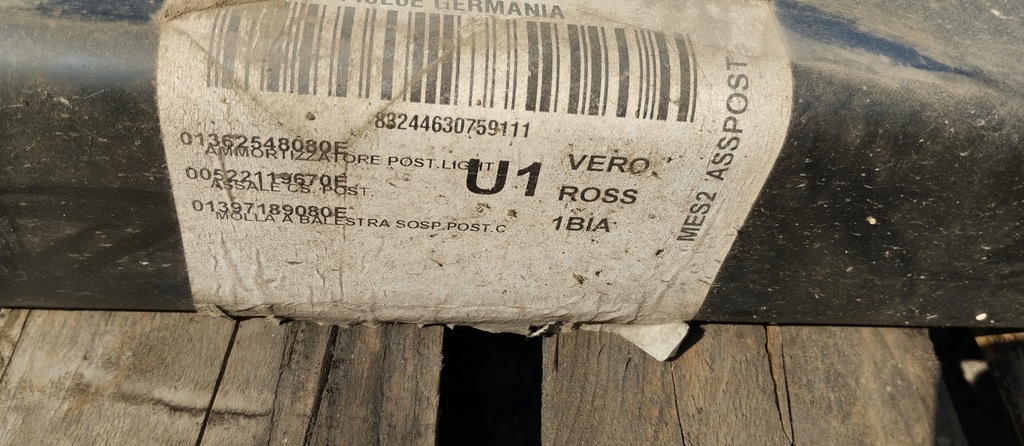 GERMANIA
83244630759111
01362548080E
AMMORTIZZATORE POST.LIGHT
00522119670E
ASSALE CS. POST
01397189080E
MOLLA A BALESTRA SOSP.POST.C
U1
VERO
ROSS
1BIA
MES2 ASSPOST